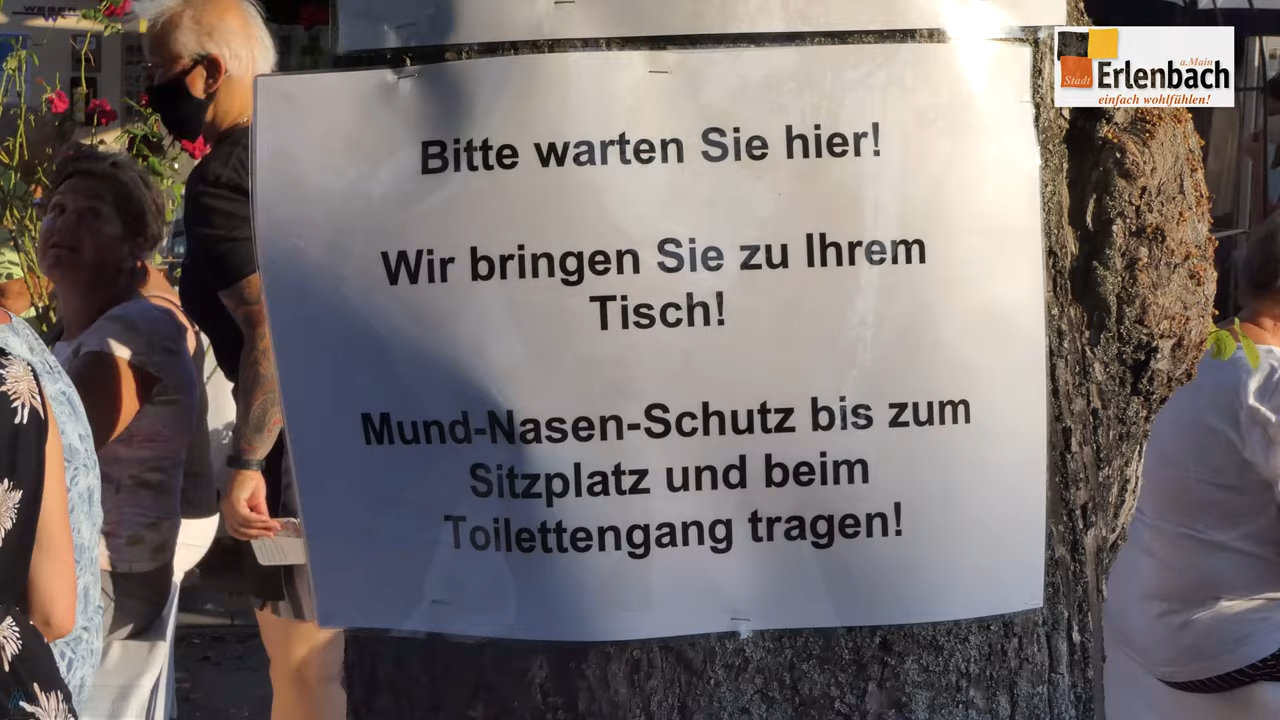 WEBER
Stadt
Erlenbach
a.Main
einfach wohlfühlen!
Bitte warten Sie hier!
Wir bringen Sie zu Ihrem
Tisch!
Mund-Nasen-Schutz bis zum
Sitzplatz und beim
Toilettengang tragen!